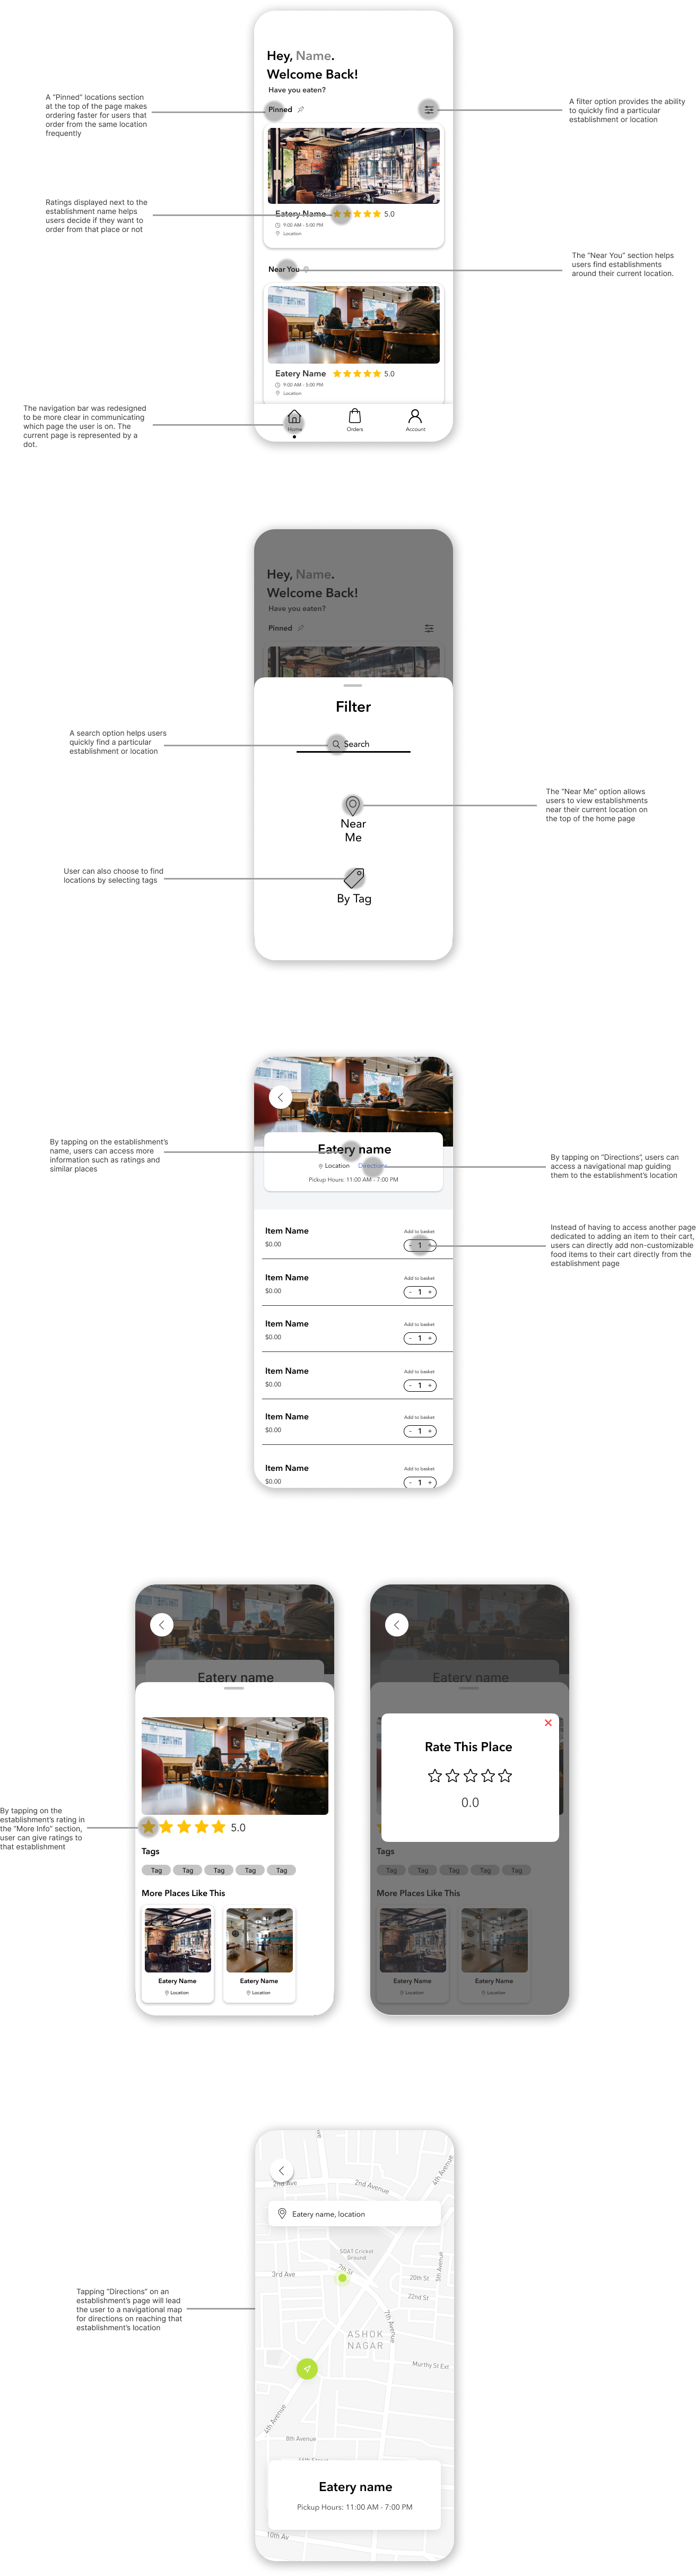 Hey, Name.
Welcome Back!
Have you eaten?
Pinned
A "Pinned" locations section
at the top of the page makes
ordering faster for users that
order from the same location
frequently
A filter option provides the ability
to quickly find a particular
establishment or location
Ratings displayed next to the
establishment name helps
users decide if they want to
order from that place or not
Eatery Name 5.0
9:00 AM - 5:00 PM
Location
The "Near You" section helps
users find establishments
around their current location.
Near You
Eatery Name 5.0
9:00 AM - 5:00 PM
Location
The navigation bar was redesigned
to be more clear in communicating
which page the user is on. The
current page is represented by a
dot.
Home Orders Account
Hey, Name.
Welcome Back!
Have you eaten?
Pinned
Filter
A search option helps users
quickly find a particular
establishment or location
Search
The "Near Me" option allows
users to view establishments
near their current location on
the top of the home page
Near
Me
User can also choose to find
locations by selecting tags
By Tag
By tapping on the establishment's
name, users can access more
information such as ratings and
similar places
Eatery name
Location Directions
Pickup Hours: 11:00 AM - 7:00 PM
By tapping on "Directions", users can
access a navigational map guiding
them to the establishment's location
Instead of having to access another page
dedicated to adding an item to their cart,
users can directly add non-customizable
food items to their cart directly from the
establishment page
Item Name Add to basket
$0.00 - 1 +
Item Name Add to basket
$0.00 - 1 +
Item Name Add to basket
$0.00 - 1 +
Item Name Add to basket
$0.00 - 1 +
Item Name Add to basket
$0.00 - 1 +
Item Name Add to basket
$0.00 - 1 +
Eatery name
By tapping on the
establishment's rating in
the "More Info" section,
user can give ratings to
that establishment
5.0
Tags
Tag Tag Tag Tag Tag
More Places Like This
Eatery Name Eatery Name
Location Location
Eatery name
Rate This Place
0.0
Tags
Tag Tag Tag Tag Tag
More Places Like This
Eatery Name Eatery Name
Location Location
2nd Ave
2nd Avenue
4th Avenue
Eatery name, location
SDAT Cricket
Ground
7th St
3rd Ave
20th St
5th Avenue
22nd St
7th Avenue
ASHOK
NAGAR
Murthy St Ext
Tapping "Directions" on an
establishment's page will lead
the user to a navigational map
for directions on reaching that
establishment's location
4th Avenue
8th Avenue
Eatery name
Pickup Hours: 11:00 AM - 7:00 PM
10th Av